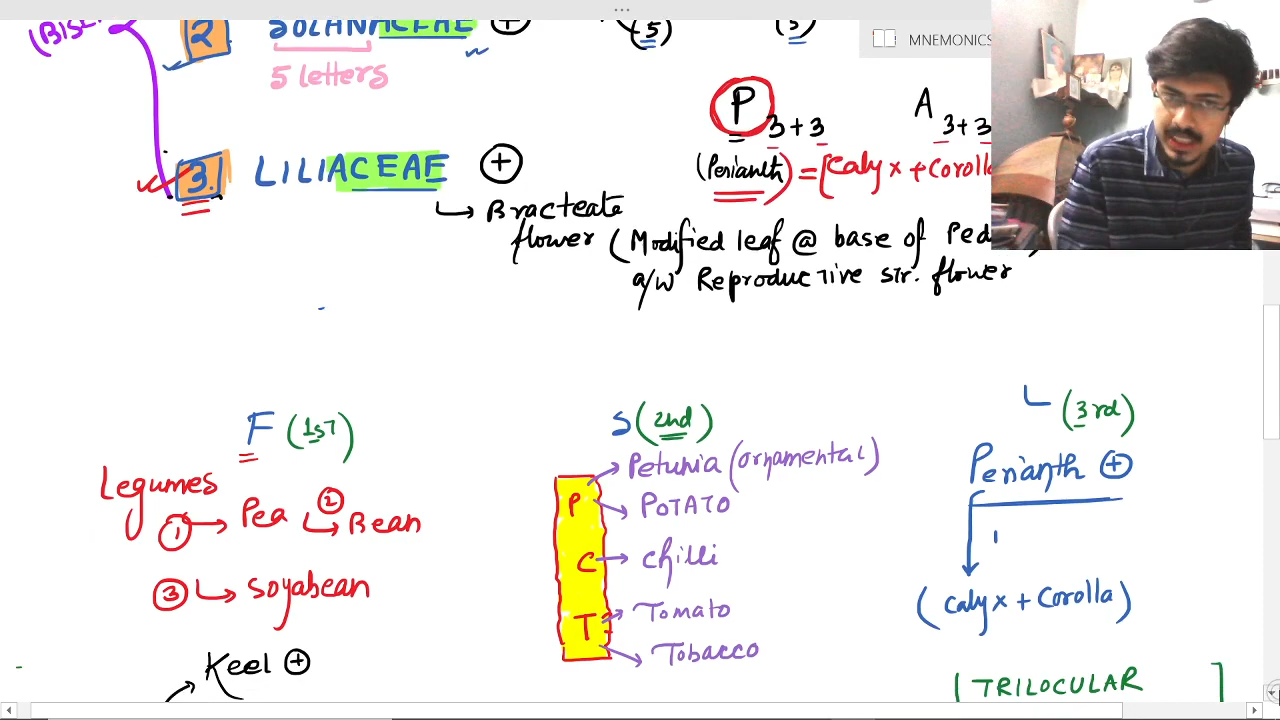 2 SOLANACEAE +
(5) (5)
MNEMONICS
5 letters
P 3+3 A 3+3
3. LILIACEAE +
(Perianth) = [Calyx + Corolla
Bracteate
flower (Modified leaf @ base of Ped
a/w Reproductive str. flower
F (1st) S (2nd) L (3rd)
Legumes
① Pea ② Bean
③ Soyabean
Keel +
P Petunia (ornamental)
POTATO
C Chilli
T Tomato
Tobacco
Perianth +
(Calyx + Corolla)
[TRILOCULAR ]